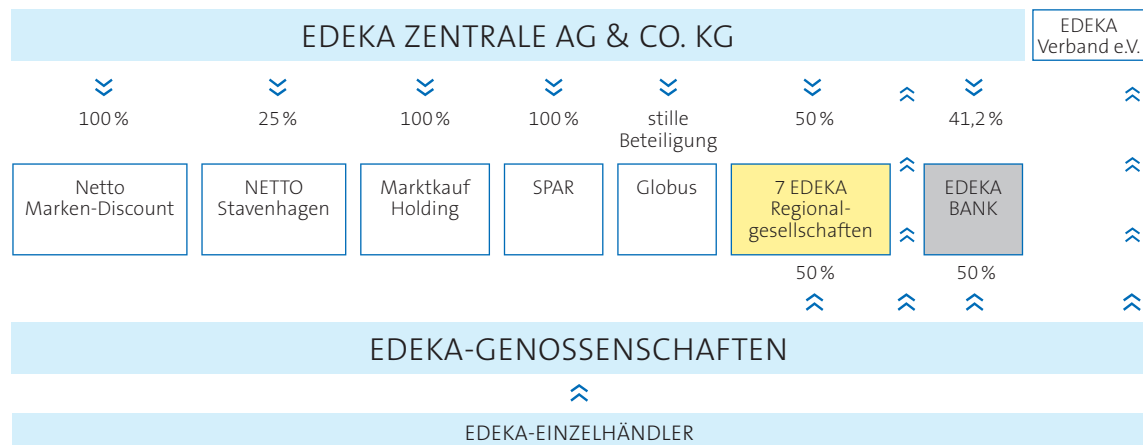 EDEKA ZENTRALE AG & CO. KG
EDEKA
Verband e.V.
100 %
25 %
100 %
100 %
stille
Beteiligung
50 %
41,2 %
Netto
Marken-Discount
NETTO
Stavenhagen
Marktkauf
Holding
SPAR
Globus
7 EDEKA
Regional-
gesellschaften
EDEKA
BANK
50 %
50 %
EDEKA-GENOSSENSCHAFTEN
EDEKA-EINZELHÄNDLER